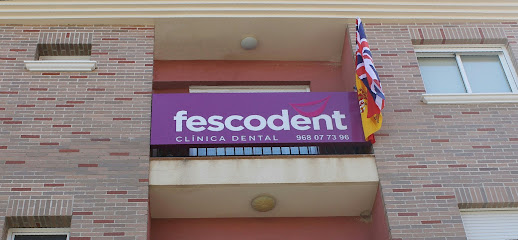 fescodent
CLÍNICA DENTAL 968 07 73 96